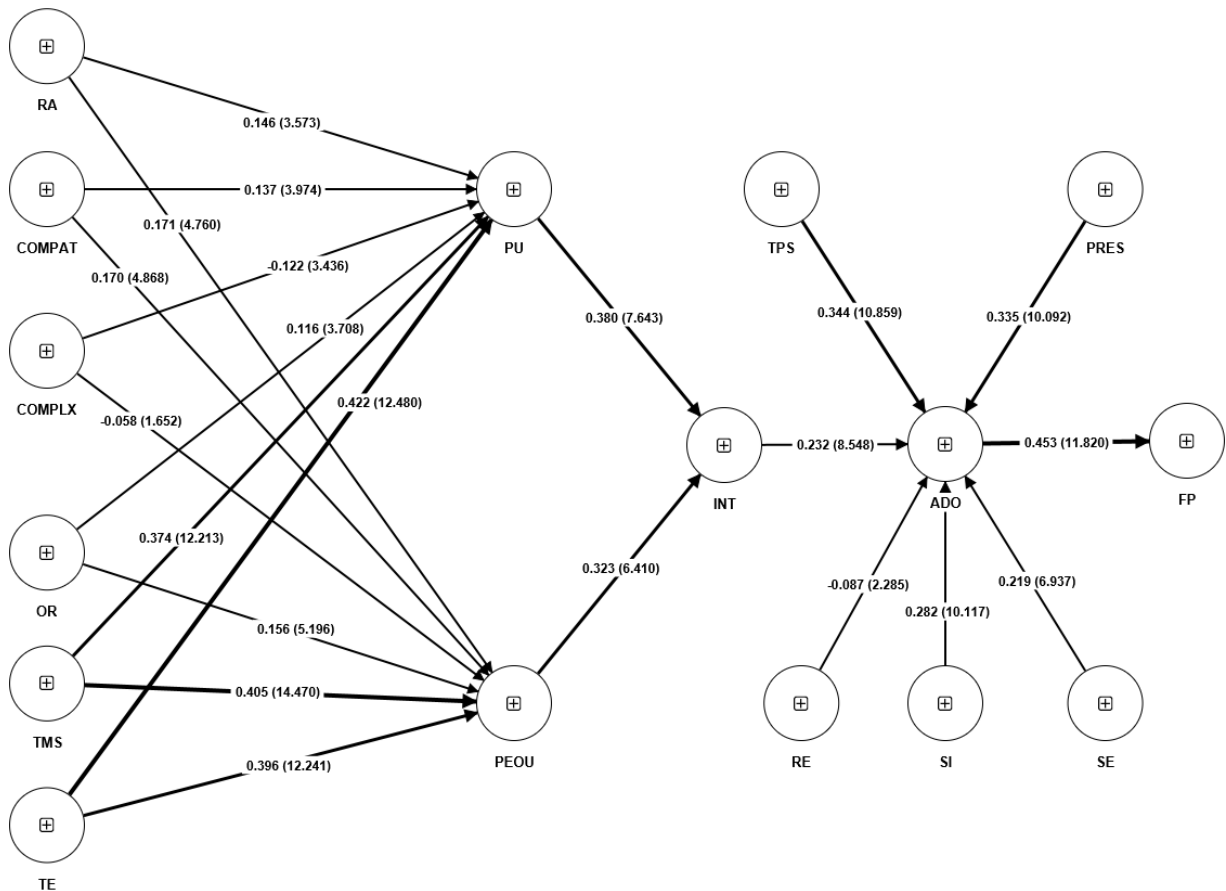 RA
0.146 (3.573)
COMPAT
0.137 (3.974)
0.171 (4.760)
PU
TPS
PRES
-0.122 (3.436)
0.170 (4.868)
0.380 (7.643)
0.344 (10.859)
0.335 (10.092)
0.116 (3.708)
COMPLX
0.422 (12.480)
-0.058 (1.652)
0.232 (8.548)
0.453 (11.820)
INT
ADO
FP
0.374 (12.213)
0.323 (6.410)
-0.087 (2.285)
0.219 (6.937)
OR
0.282 (10.117)
0.156 (5.196)
0.405 (14.470)
TMS
PEOU
RE
SI
SE
0.396 (12.241)
TE